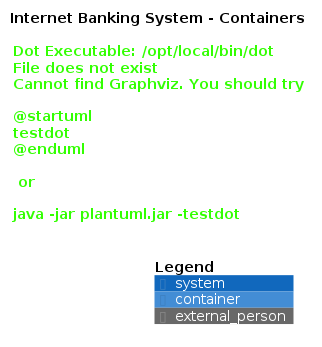 Internet Banking System - Containers
Dot Executable: /opt/local/bin/dot
File does not exist
Cannot find Graphviz. You should try
@startuml
testdot
@enduml
or
java -jar plantuml.jar -testdot
Legend
system
container
external_person